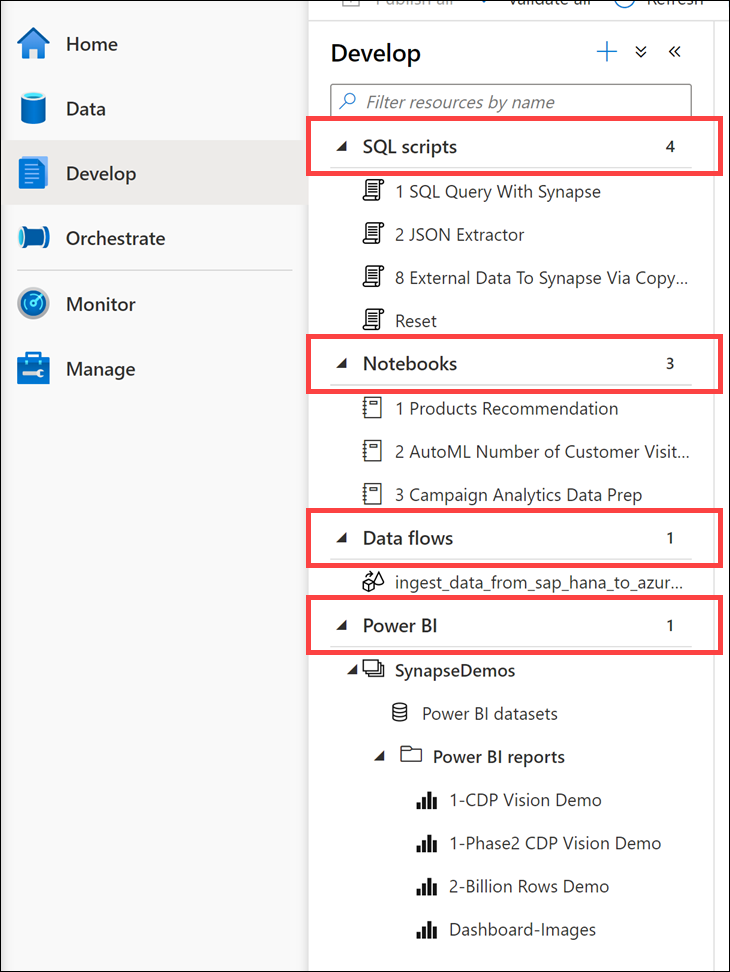 Publish all
Validate all
Refresh
Home
Data
Develop
Orchestrate
Monitor
Manage
Develop
Filter resources by name
SQL scripts 4
1 SQL Query With Synapse
2 JSON Extractor
8 External Data To Synapse Via Copy...
Reset
Notebooks 3
1 Products Recommendation
2 AutoML Number of Customer Visit...
3 Campaign Analytics Data Prep
Data flows 1
ingest_data_from_sap_hana_to_azur...
Power BI 1
SynapseDemos
Power BI datasets
Power BI reports
1-CDP Vision Demo
1-Phase2 CDP Vision Demo
2-Billion Rows Demo
Dashboard-Images